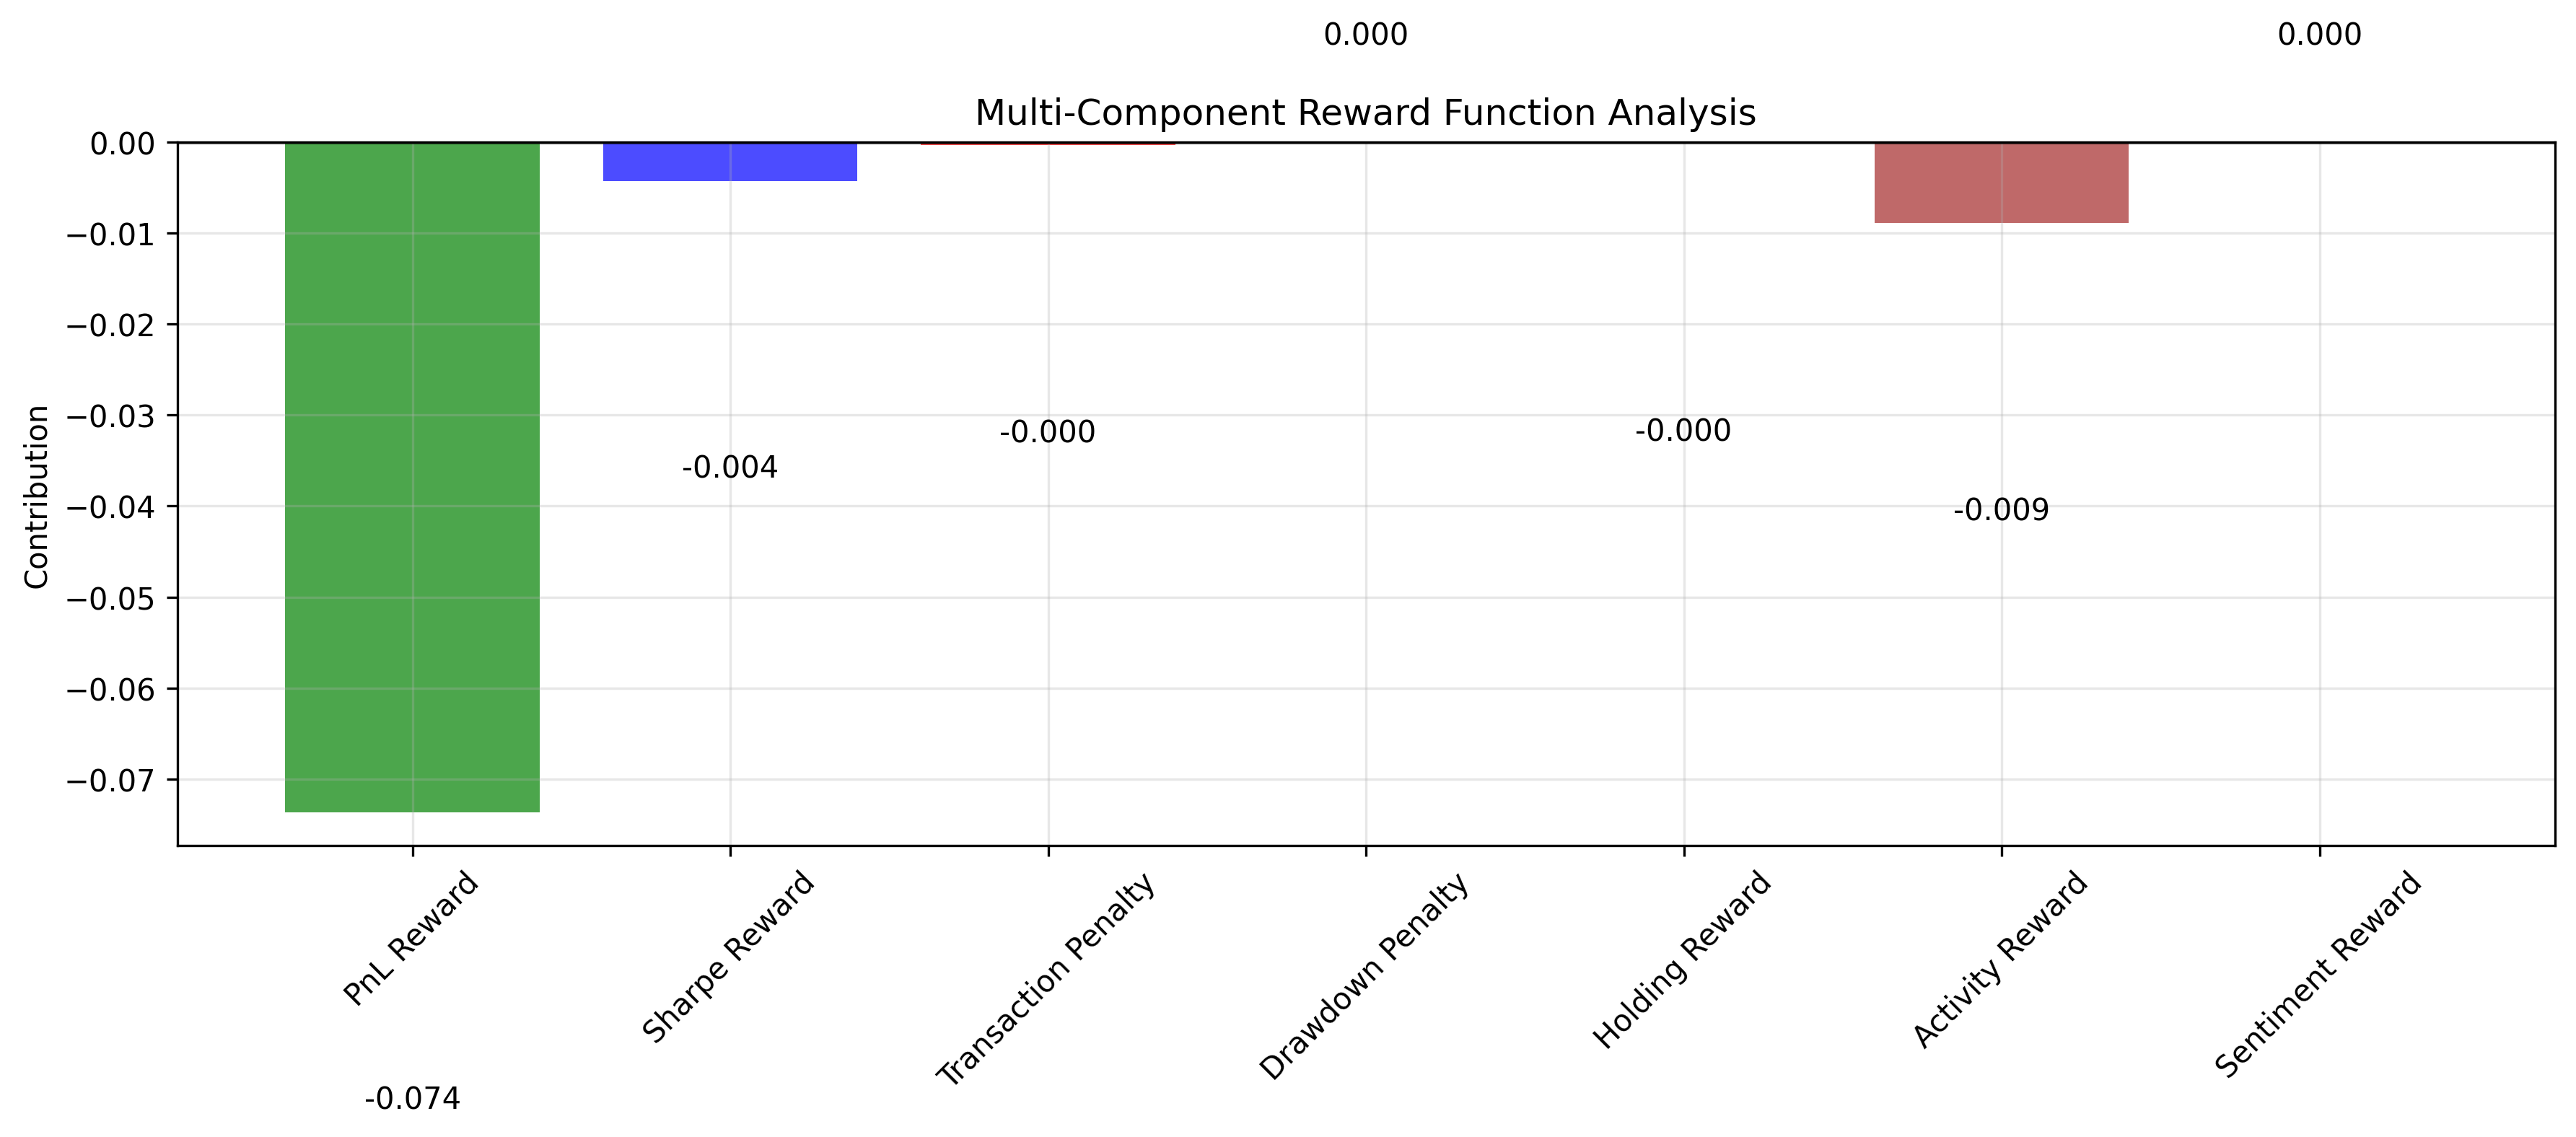 0.000
0.000
Multi-Component Reward Function Analysis
Contribution
0.00
−0.01
−0.02
−0.03
−0.04
−0.05
−0.06
−0.07
-0.074
-0.004
-0.000
-0.000
-0.009
PnL Reward
Sharpe Reward
Transaction Penalty
Drawdown Penalty
Holding Reward
Activity Reward
Sentiment Reward